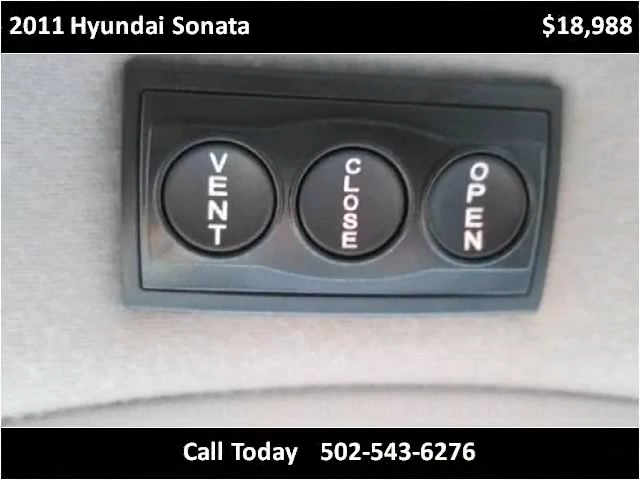 2011 Hyundai Sonata $18,988
VENT CLOSE OPEN
Call Today 502-543-6276